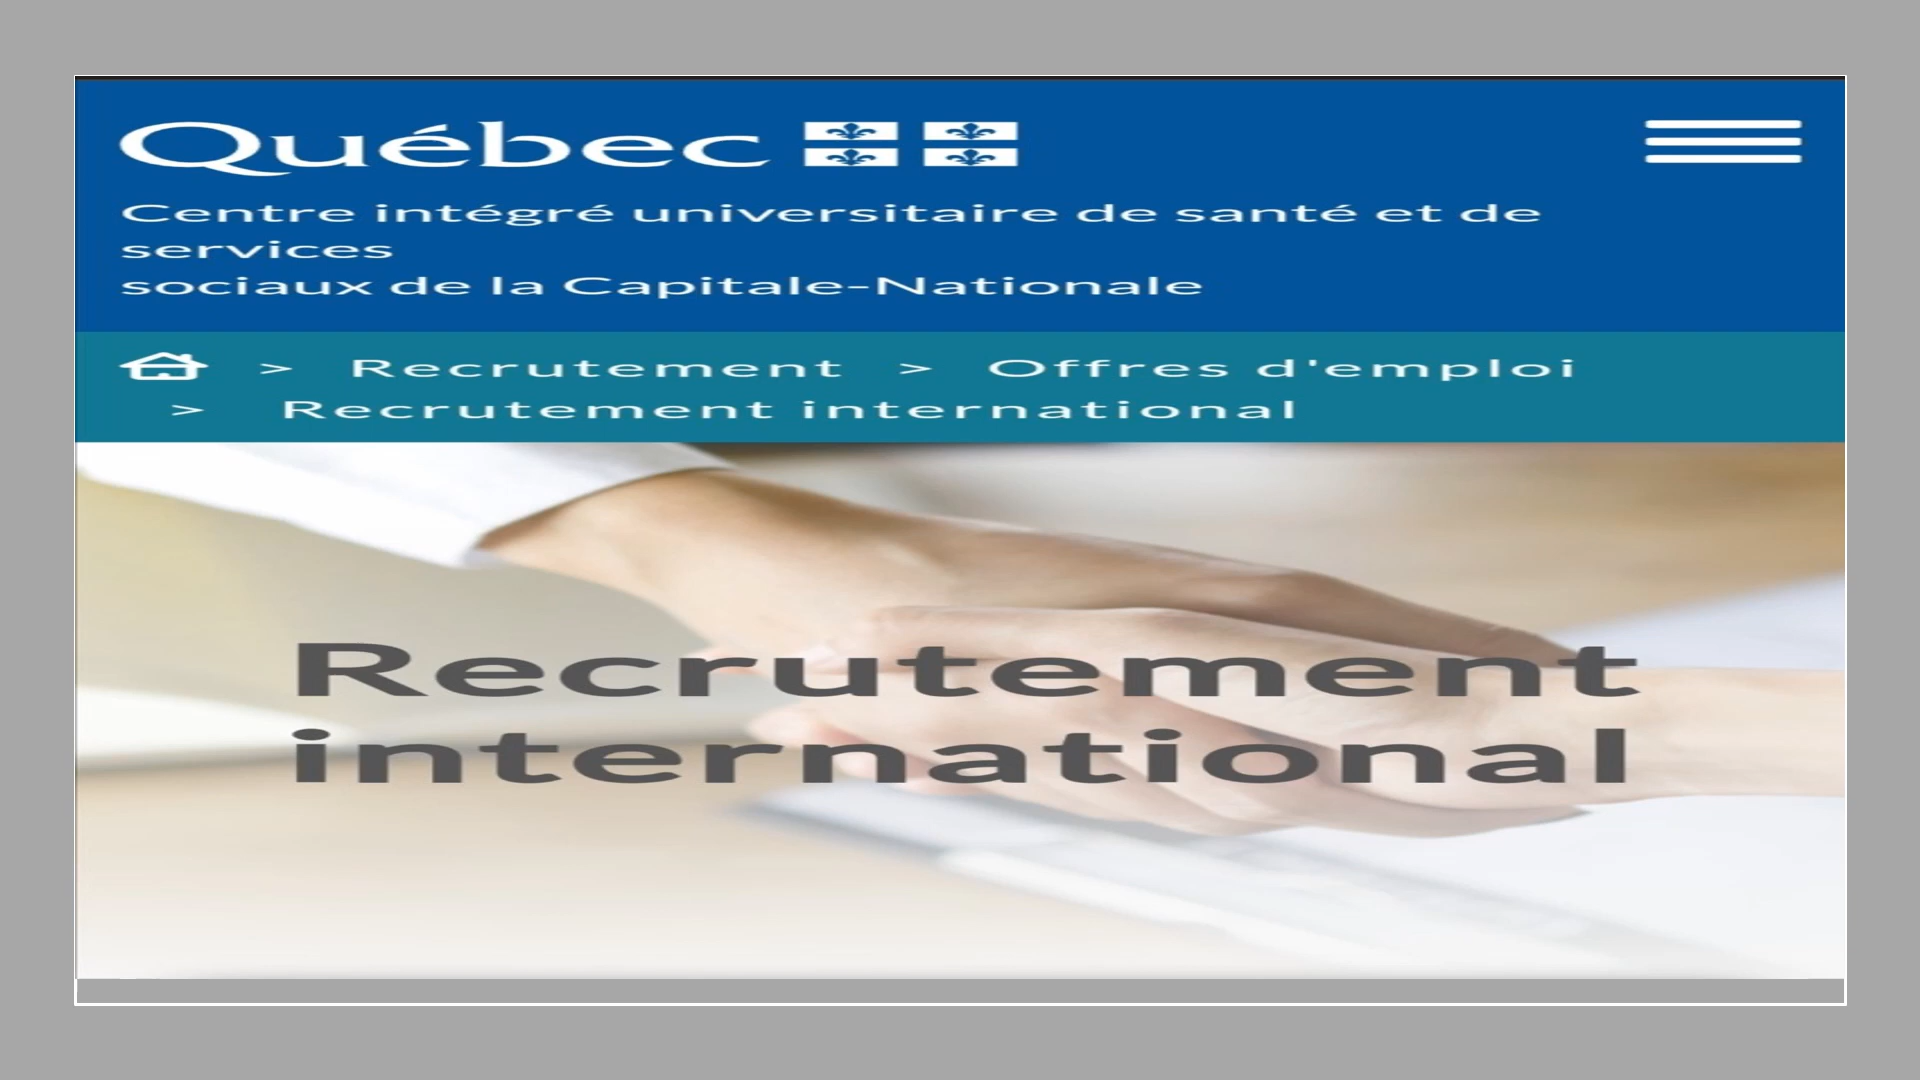 Québec
Centre intégré universitaire de santé et de
services
sociaux de la Capitale-Nationale
> Recrutement > Offres d'emploi
> Recrutement international
Recrutement
international